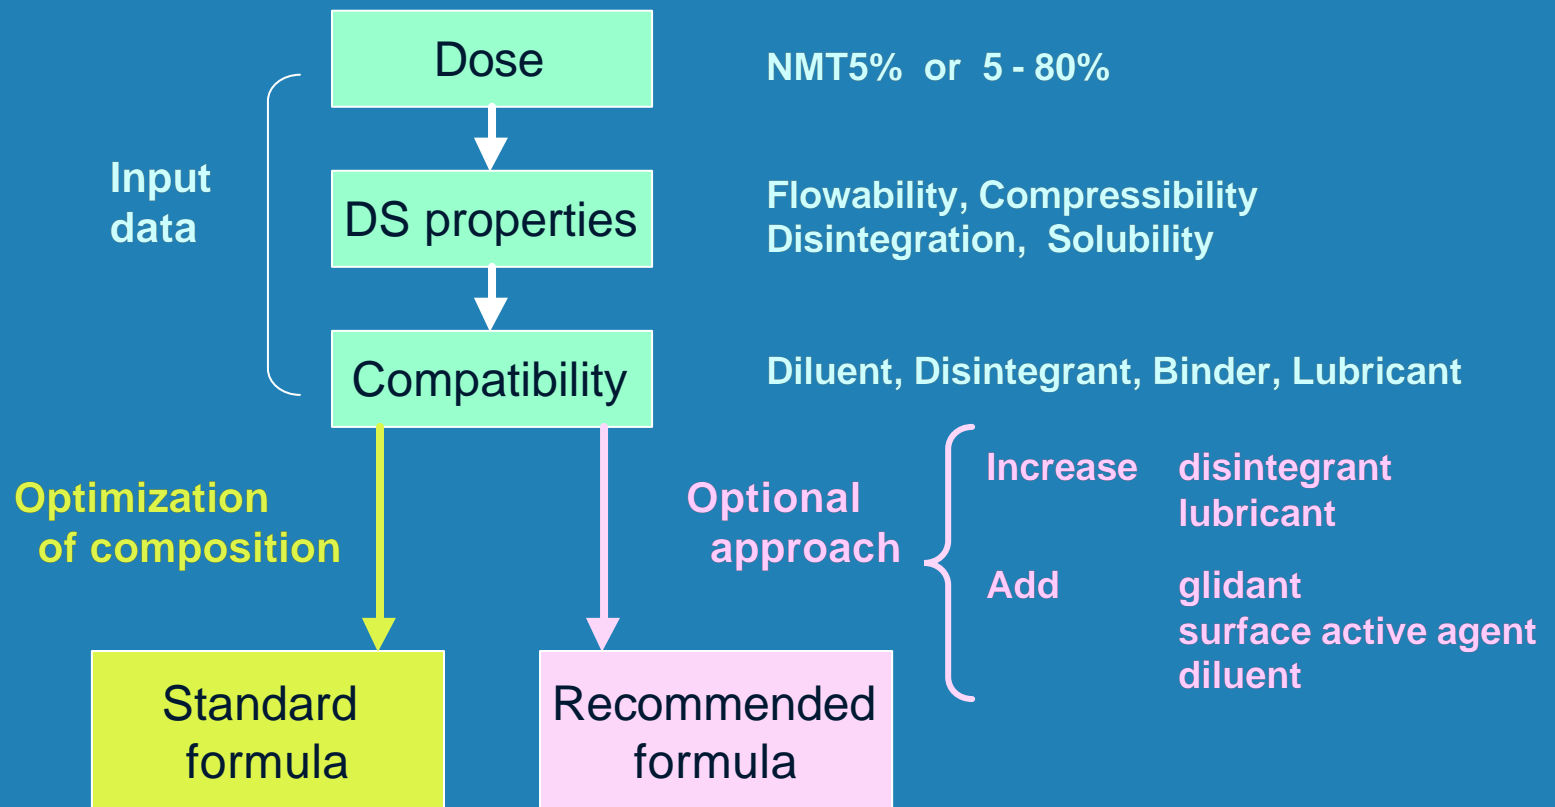 Dose
NMT5% or 5 - 80%
Input
data
DS properties
Flowability, Compressibility
Disintegration, Solubility
Compatibility
Diluent, Disintegrant, Binder, Lubricant
Optimization
of composition
Optional
approach
Increase disintegrant
lubricant
Add glidant
surface active agent
diluent
Standard
formula
Recommended
formula